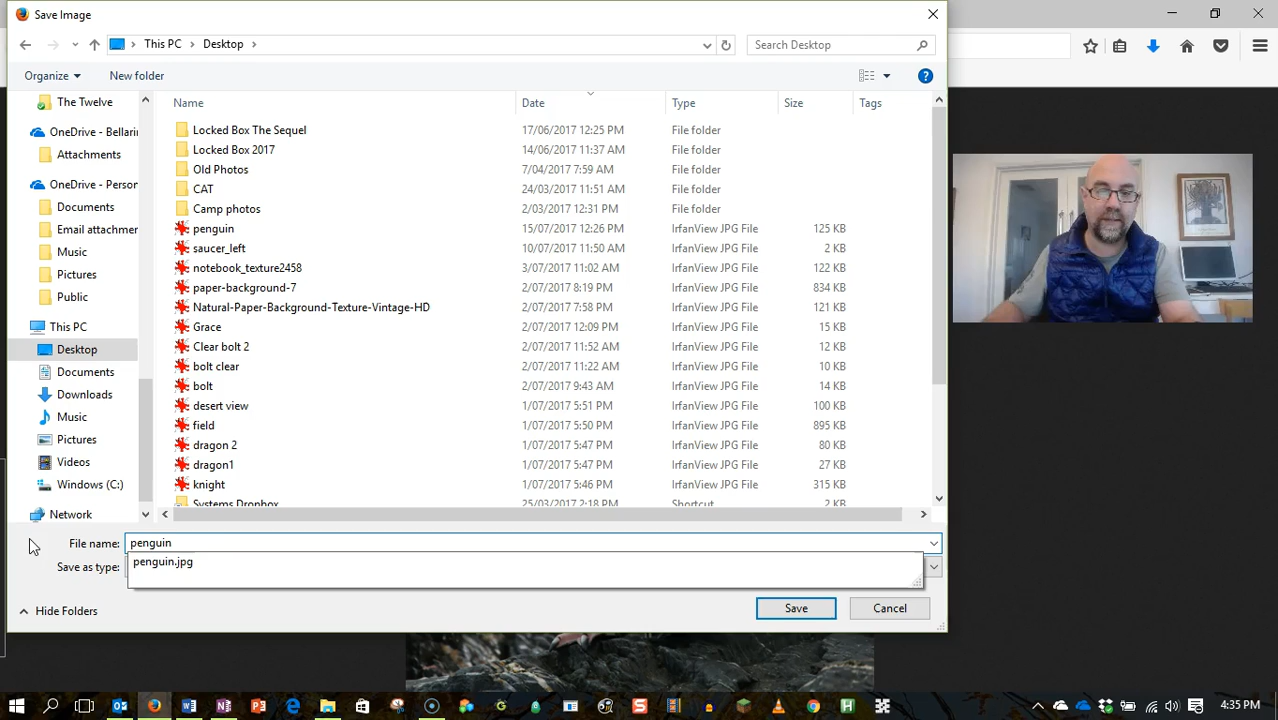 Save Image
This PC
Desktop
Search Desktop
Organize
New folder
Name
Date
Type
Size
Tags
The Twelve
OneDrive - Bellari
Attachments
OneDrive - Person
Documents
Email attachmer
Music
Pictures
Public
This PC
Desktop
Documents
Downloads
Music
Pictures
Videos
Windows (C:)
Network
Locked Box The Sequel 17/06/2017 12:25 PM File folder
Locked Box 2017 14/06/2017 11:37 AM File folder
Old Photos 7/04/2017 7:59 AM File folder
CAT 24/03/2017 11:51 AM File folder
Camp photos 2/03/2017 12:31 PM File folder
penguin 15/07/2017 12:26 PM IrfanView JPG File 125 KB
saucer_left 10/07/2017 11:50 AM IrfanView JPG File 2 KB
notebook_texture2458 3/07/2017 11:02 AM IrfanView JPG File 122 KB
paper-background-7 2/07/2017 8:19 PM IrfanView JPG File 834 KB
Natural-Paper-Background-Texture-Vintage-HD 2/07/2017 7:58 PM IrfanView JPG File 121 KB
Grace 2/07/2017 12:09 PM IrfanView JPG File 15 KB
Clear bolt 2 2/07/2017 11:52 AM IrfanView JPG File 12 KB
bolt clear 2/07/2017 11:22 AM IrfanView JPG File 10 KB
bolt 2/07/2017 9:43 AM IrfanView JPG File 14 KB
desert view 1/07/2017 5:51 PM IrfanView JPG File 100 KB
field 1/07/2017 5:50 PM IrfanView JPG File 895 KB
dragon 2 1/07/2017 5:47 PM IrfanView JPG File 80 KB
dragon1 1/07/2017 5:47 PM IrfanView JPG File 27 KB
knight 1/07/2017 5:46 PM IrfanView JPG File 315 KB
Systems Dropbox 25/03/2017 2:18 PM Shortcut 2 KB
File name: penguin
penguin.jpg
Save as type:
Hide Folders
Save
Cancel
4:35 PM